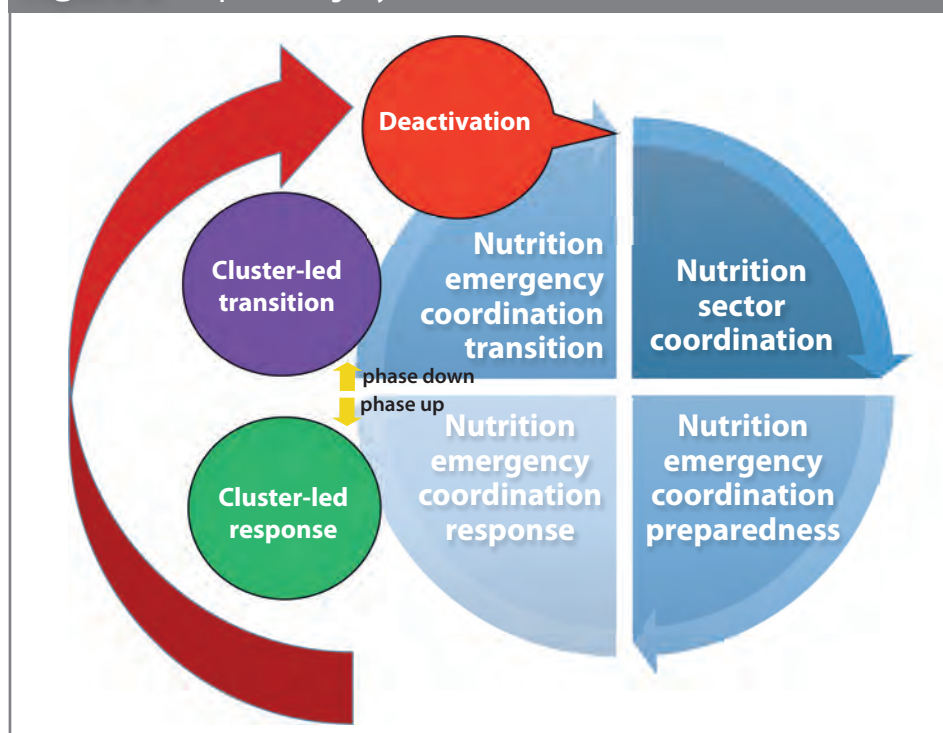 Deactivation
Cluster-led
transition
Nutrition
emergency
coordination
transition
Nutrition
sector
coordination
phase down
phase up
Cluster-led
response
Nutrition
emergency
coordination
response
Nutrition
emergency
coordination
preparedness